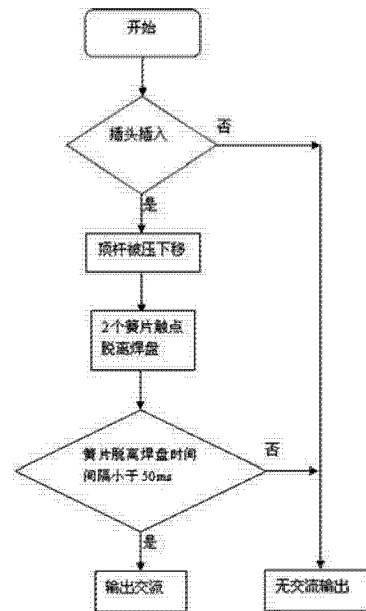 开始
插头插入
否
是
顶杆被压下移
2个簧片触点
脱离焊盘
簧片脱离焊盘时间
间隔小于50ms
否
是
输出交流
无交流输出